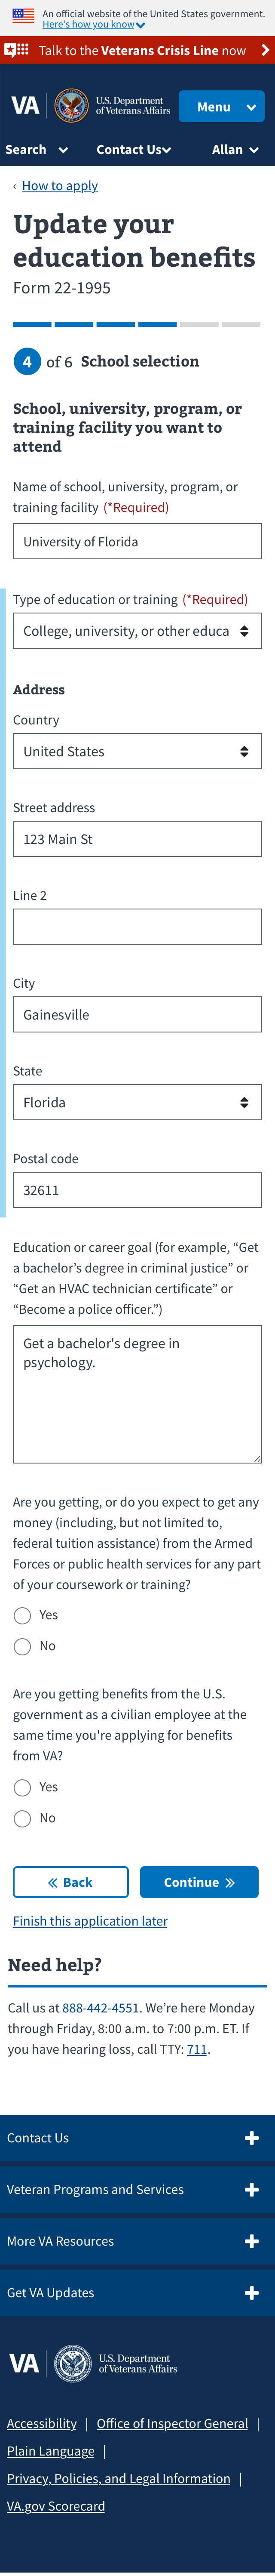 An official website of the United States government.
Here's how you know
Talk to the Veterans Crisis Line now
VA
U.S. Department
of Veterans Affairs
Menu
Search
Contact Us
Allan
‹ How to apply
Update your
education benefits
Form 22-1995
4 of 6 School selection
School, university, program, or
training facility you want to
attend
Name of school, university, program, or
training facility (*Required)
University of Florida
Type of education or training (*Required)
College, university, or other educa
Address
Country
United States
Street address
123 Main St
Line 2
City
Gainesville
State
Florida
Postal code
32611
Education or career goal (for example, “Get
a bachelor’s degree in criminal justice” or
“Get an HVAC technician certificate” or
“Become a police officer.”)
Get a bachelor's degree in
psychology.
Are you getting, or do you expect to get any
money (including, but not limited to,
federal tuition assistance) from the Armed
Forces or public health services for any part
of your coursework or training?
Yes
No
Are you getting benefits from the U.S.
government as a civilian employee at the
same time you're applying for benefits
from VA?
Yes
No
« Back
Continue »
Finish this application later
Need help?
Call us at 888-442-4551. We’re here Monday
through Friday, 8:00 a.m. to 7:00 p.m. ET. If
you have hearing loss, call TTY: 711.
Contact Us
Veteran Programs and Services
More VA Resources
Get VA Updates
VA
U.S. Department
of Veterans Affairs
Accessibility | Office of Inspector General |
Plain Language |
Privacy, Policies, and Legal Information |
VA.gov Scorecard